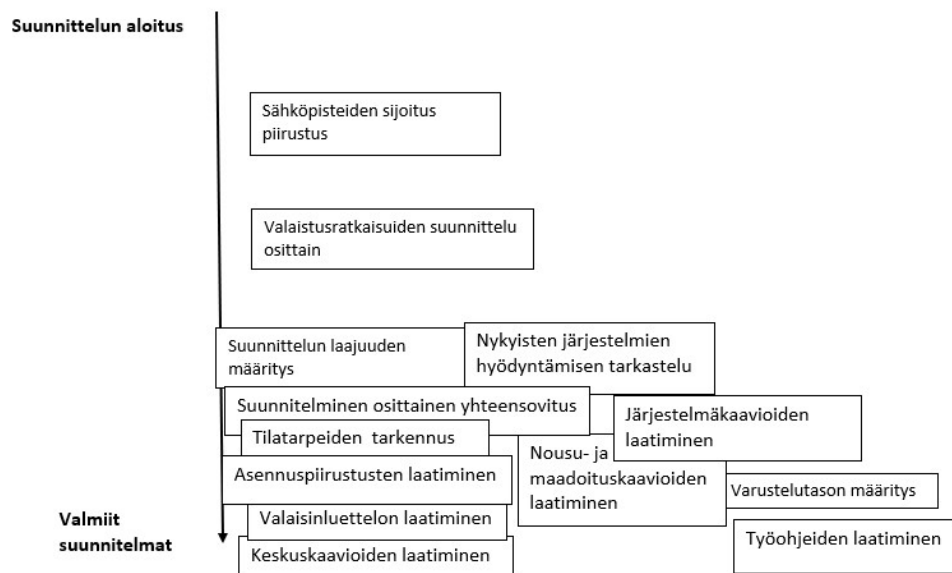 Suunnittelun aloitus
Sähköpisteiden sijoitus
piirustus
Valaistusratkaisuiden suunnittelu
osittain
Suunnittelun laajuuden
määritys
Nykyisten järjestelmien
hyödyntämisen tarkastelu
Suunnitelminen osittainen yhteensovitus
Järjestelmäkaavioiden
laatiminen
Tilatarpeiden tarkennus
Nousu- ja
maadoituskaavioiden
laatiminen
Asennuspiirustusten laatiminen
Varustelutason määritys
Valaisinluettelon laatiminen
Valmiit
suunnitelmat
Työohjeiden laatiminen
Keskuskaavioiden laatiminen